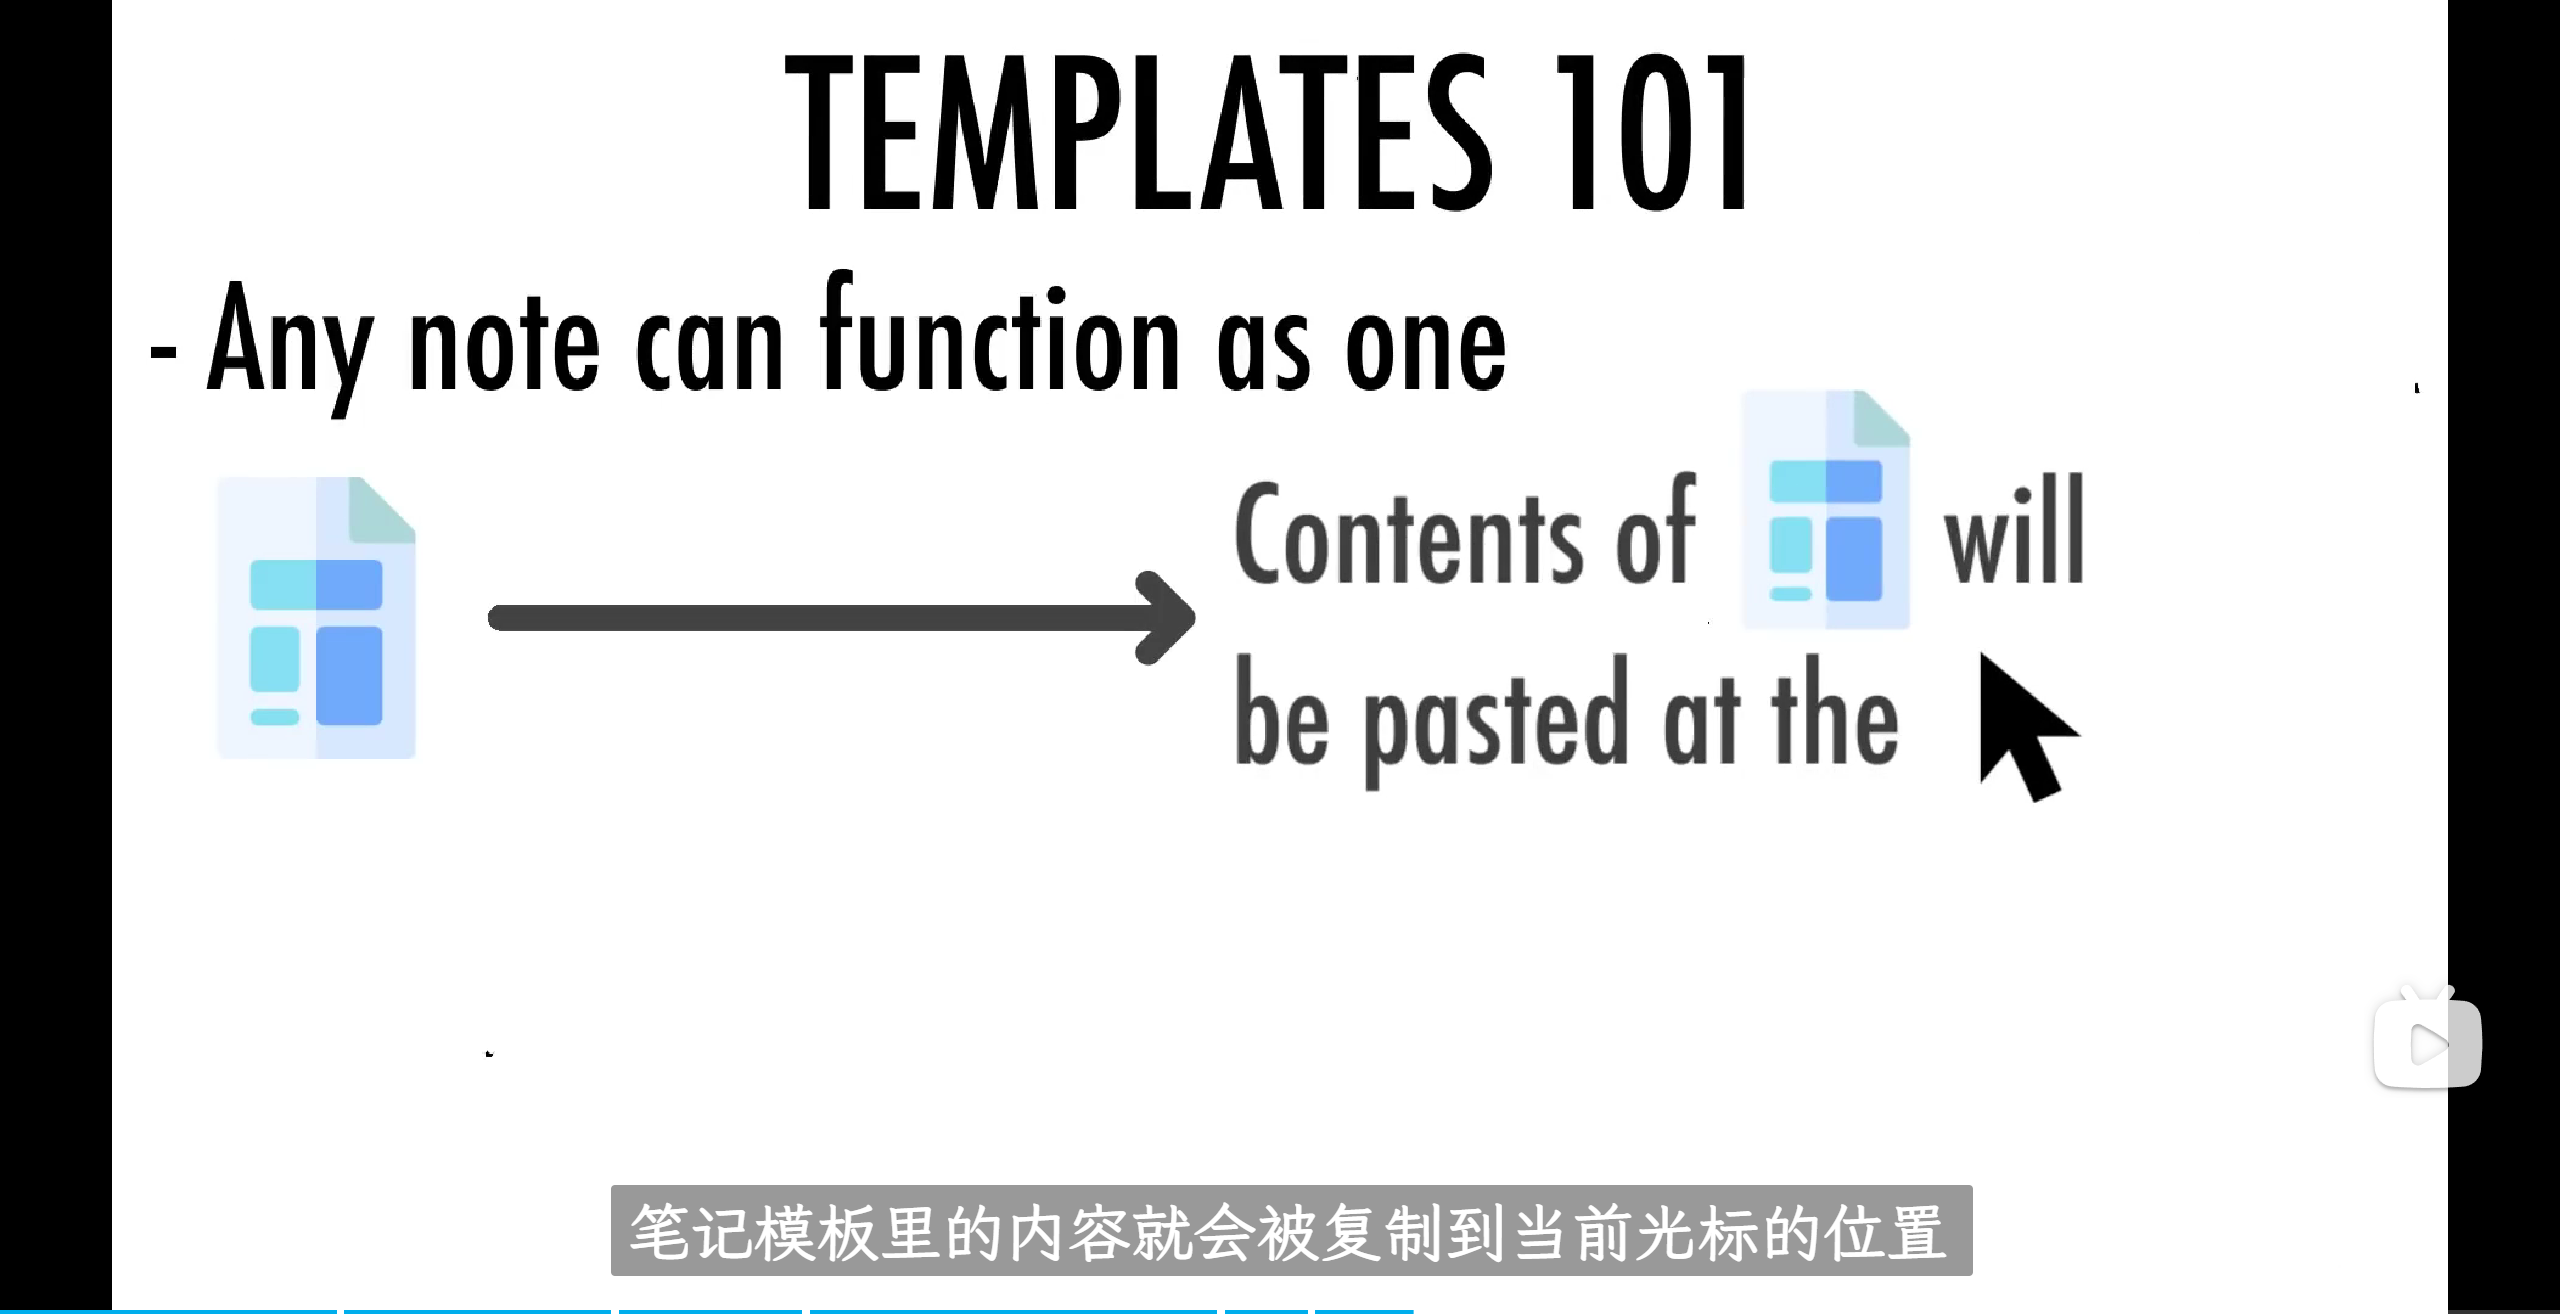 TEMPLATES 101
- Any note can function as one
Contents of will
be pasted at the
笔记模板里的内容就会被复制到当前光标的位置